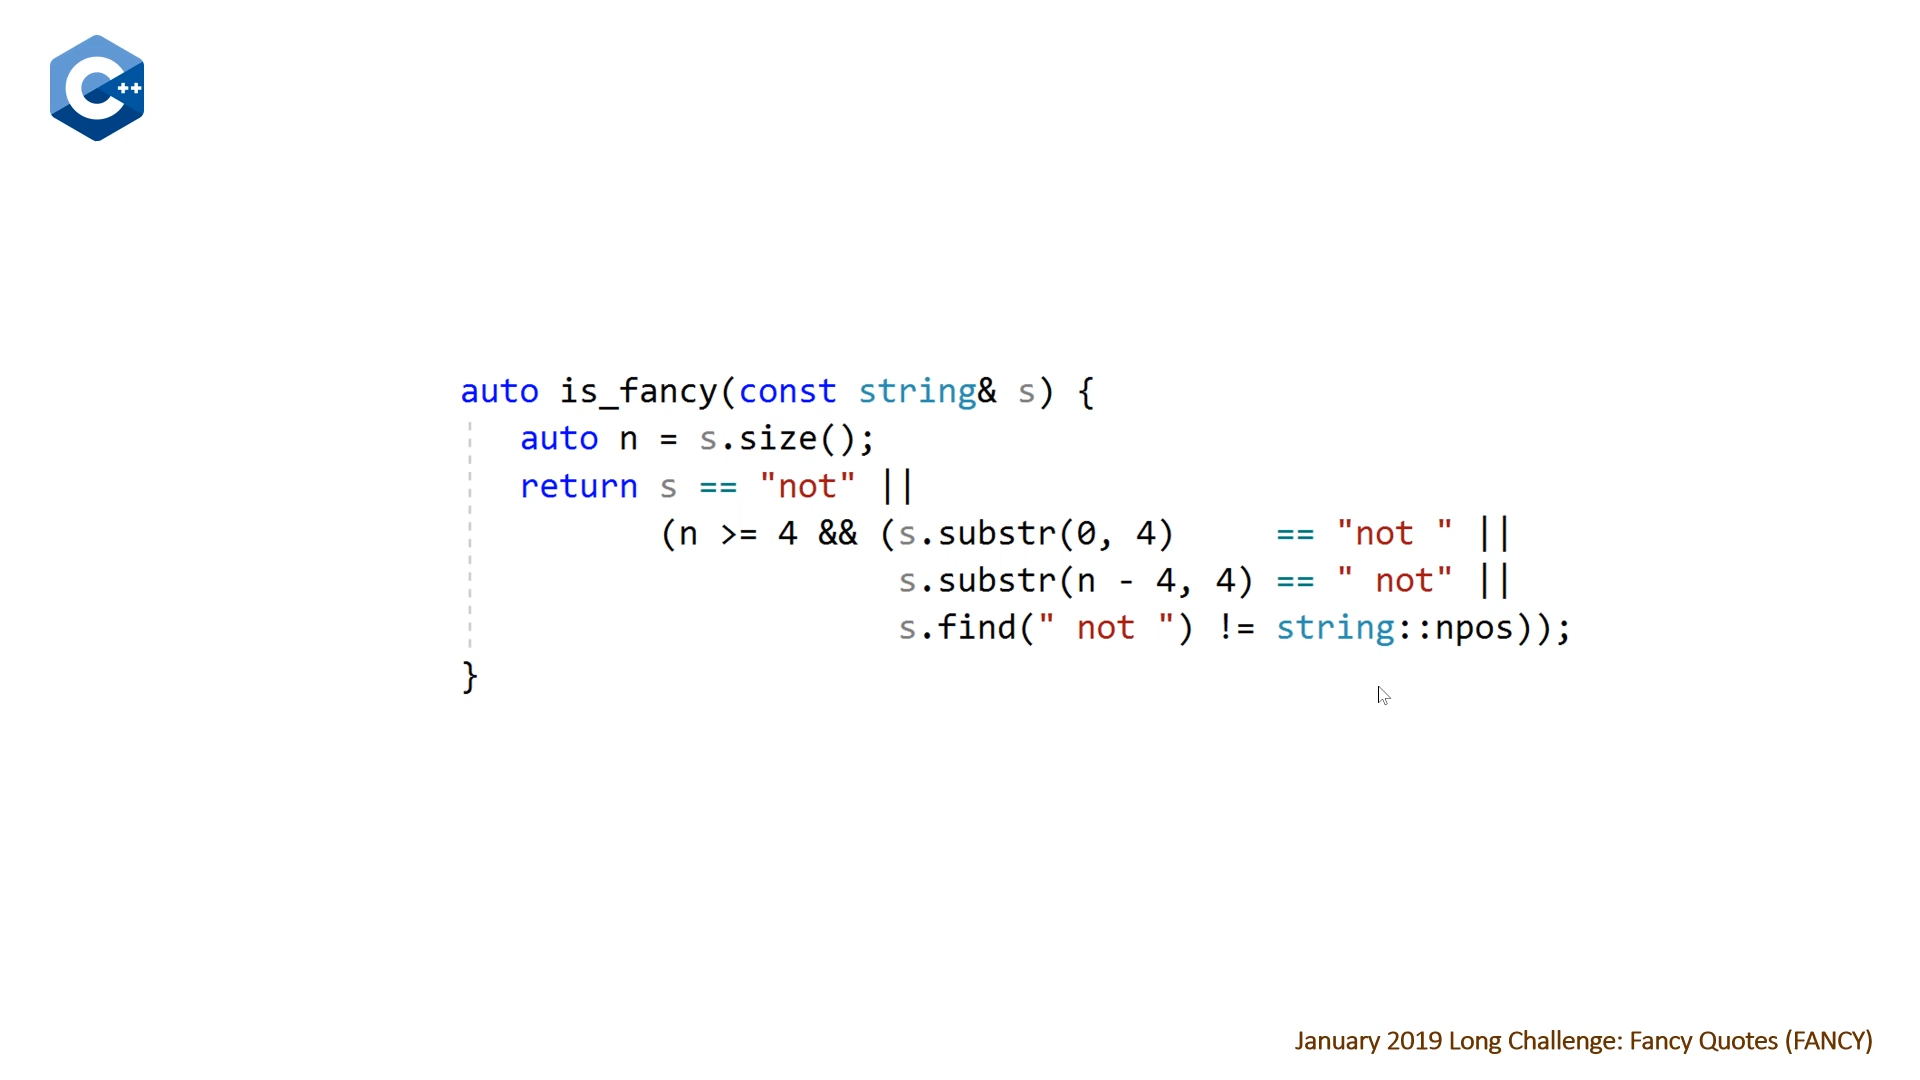 C++
auto is_fancy(const string& s) {
auto n = s.size();
return s == "not" ||
(n >= 4 && (s.substr(0, 4) == "not " ||
s.substr(n - 4, 4) == " not" ||
s.find(" not ") != string::npos));
}
January 2019 Long Challenge: Fancy Quotes (FANCY)